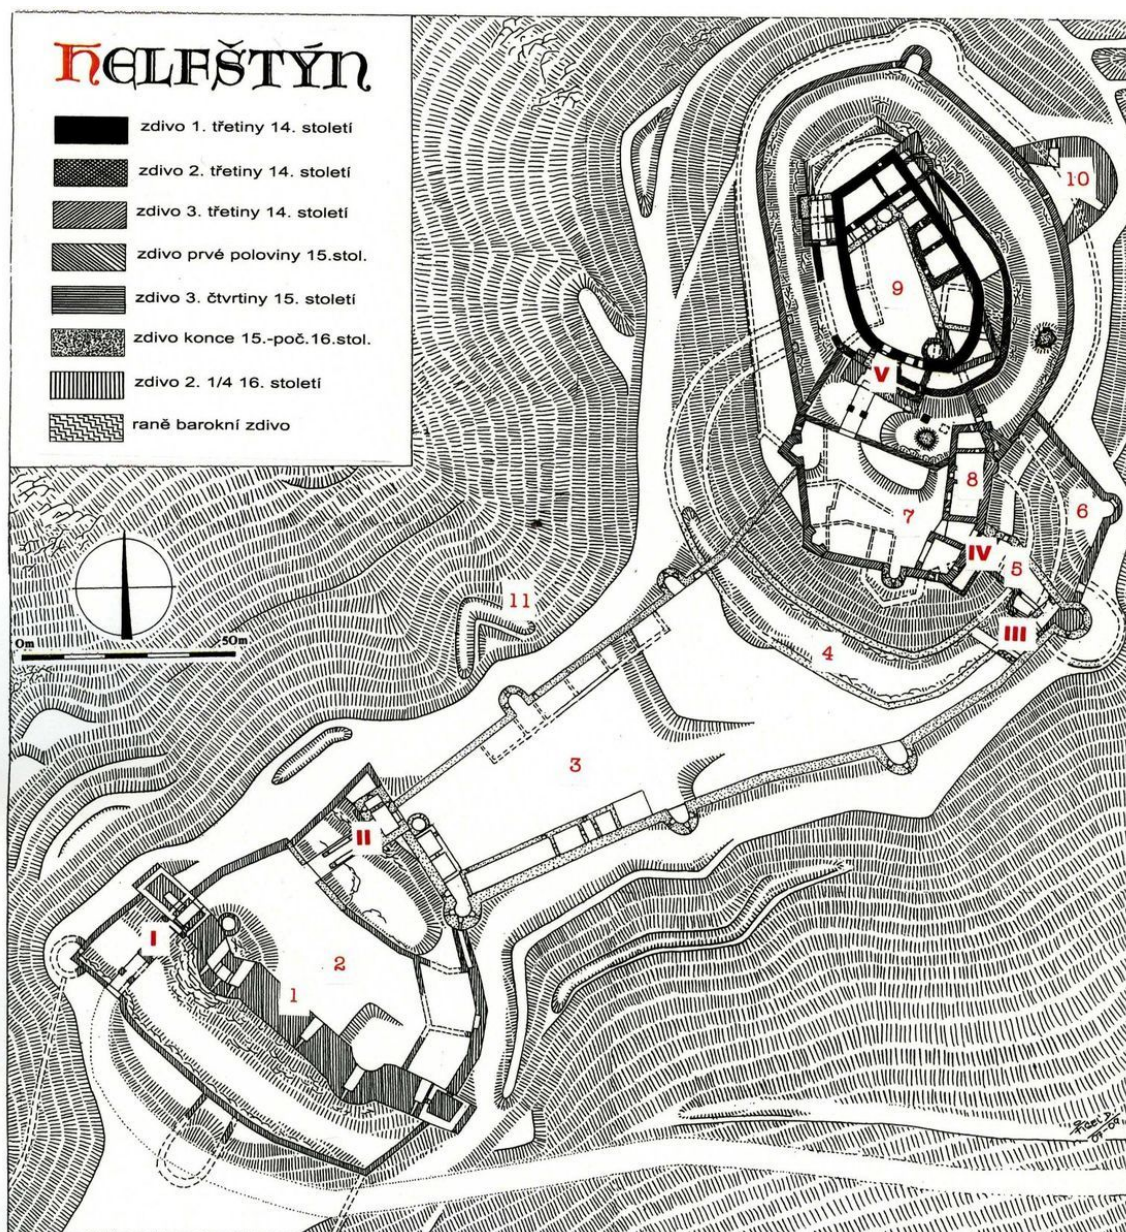 HELFŠTÝN
zdivo 1. třetiny 14. století
zdivo 2. třetiny 14. století
zdivo 3. třetiny 14. století
zdivo prvé poloviny 15.stol.
zdivo 3. čtvrtiny 15. století
zdivo konce 15.-poč.16.stol.
zdivo 2. 1/4 16. století
raně barokní zdivo
10
9
V
8
7
6
IV
5
0m
50m
11
III
4
3
II
I
2
1